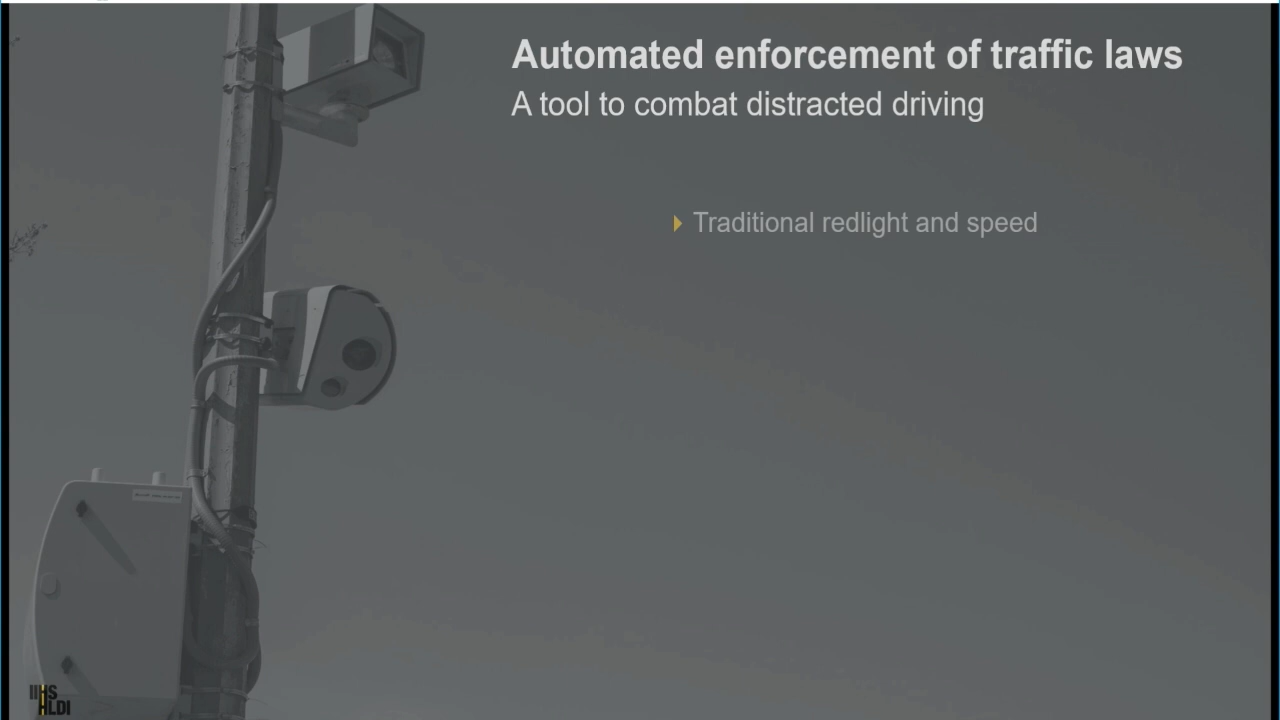 Automated enforcement of traffic laws
A tool to combat distracted driving
Traditional redlight and speed
IIHS
HLDI